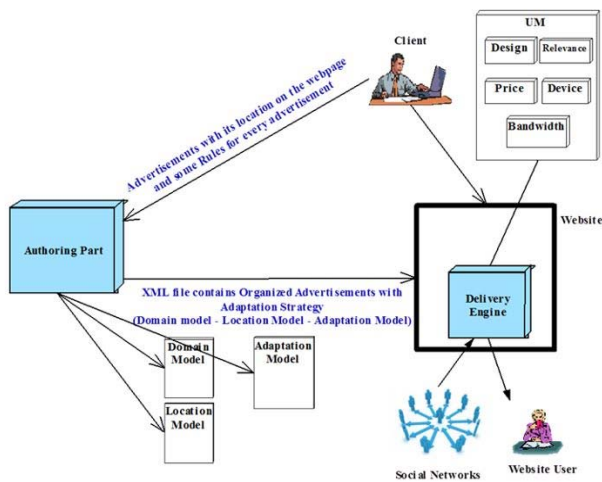 UM
Design
Relevance
Price
Device
Bandwidth
Client
Advertisements with its location on the webpage
and some Rules for every advertisement
Website
Authoring Part
XML file contains Organized Advertisements with
Adaptation Strategy
(Domain model - Location Model - Adaptation Model)
Delivery
Engine
Domain
Model
Adaptation
Model
Location
Model
Social Networks
Website User